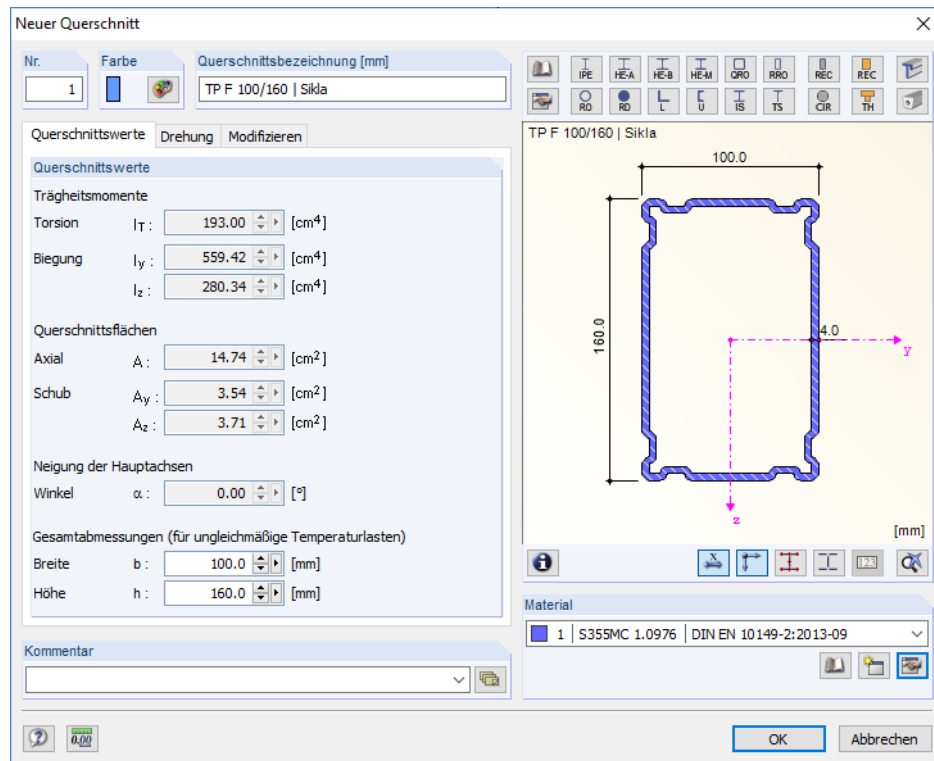 Neuer Querschnitt
Nr.
Farbe
Querschnittsbezeichnung [mm]
1
TP F 100/160 | Sikla
Querschnittswerte Drehung Modifizieren
Querschnittswerte
Trägheitsmomente
Torsion IT : 193.00 [cm4]
Biegung Iy : 559.42 [cm4]
Iz : 280.34 [cm4]
Querschnittsflächen
Axial A : 14.74 [cm2]
Schub Ay : 3.54 [cm2]
Az : 3.71 [cm2]
Neigung der Hauptachsen
Winkel α : 0.00 [°]
Gesamtabmessungen (für ungleichmäßige Temperaturlasten)
Breite b : 100.0 [mm]
Höhe h : 160.0 [mm]
Kommentar
0.00
IPE HE-A HE-B HE-M QRO RRO REC REC
RO RD L U IS TS CIR TH
TP F 100/160 | Sikla
100.0
160.0
4.0
y
z
[mm]
X
123
Material
1 S355MC 1.0976 DIN EN 10149-2:2013-09
OK Abbrechen